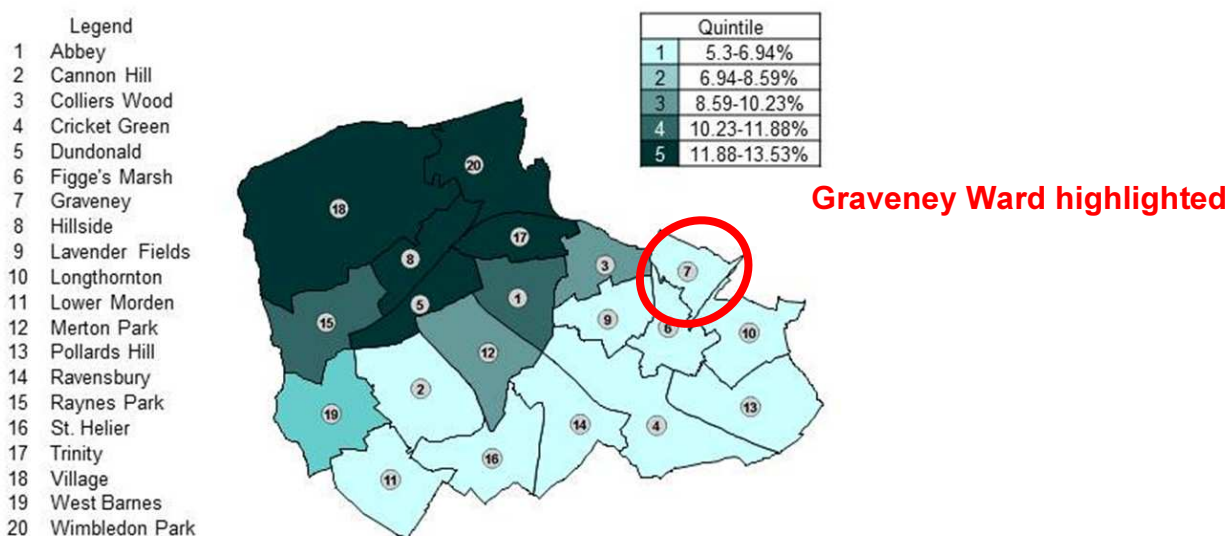 Legend
1 Abbey
2 Cannon Hill
3 Colliers Wood
4 Cricket Green
5 Dundonald
6 Figge's Marsh
7 Graveney
8 Hillside
9 Lavender Fields
10 Longthornton
11 Lower Morden
12 Merton Park
13 Pollards Hill
14 Ravensbury
15 Raynes Park
16 St. Helier
17 Trinity
18 Village
19 West Barnes
20 Wimbledon Park
Quintile
1 5.3-6.94%
2 6.94-8.59%
3 8.59-10.23%
4 10.23-11.88%
5 11.88-13.53%
Graveney Ward highlighted
20
18
17
8
3
7
5
1
15
9
6
10
12
2
19
13
14
4
16
11